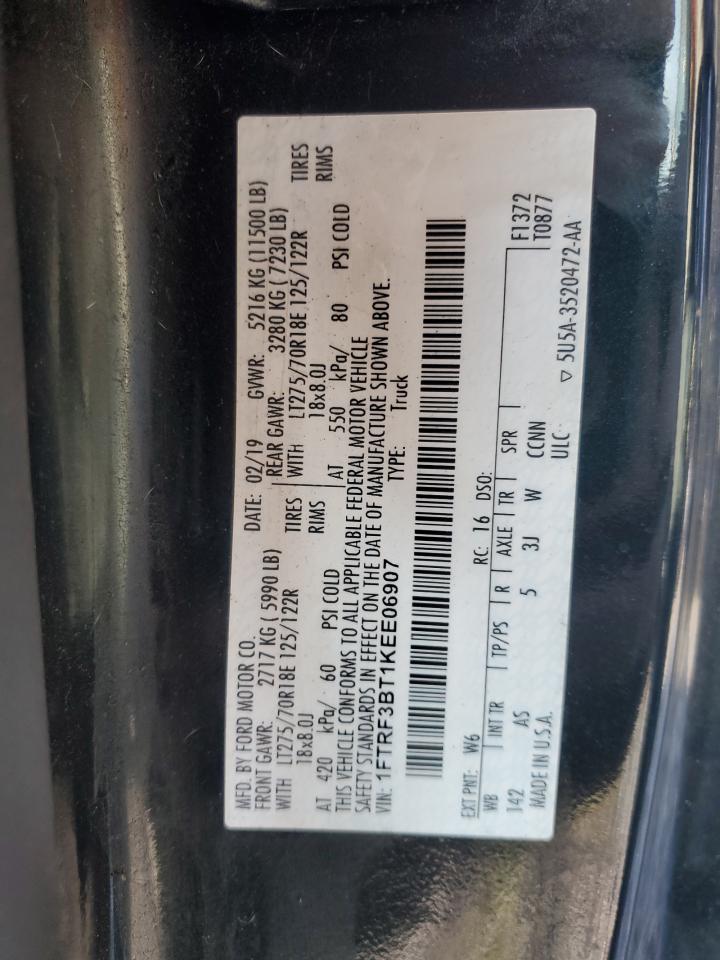 MFD. BY FORD MOTOR CO.
DATE: 02/19 GVWR: 5216 KG (11500 LB)
FRONT GAWR: 2717 KG ( 5990 LB) REAR GAWR: 3280 KG ( 7230 LB)
WITH LT275/70R18E 125/122R TIRES WITH LT275/70R18E 125/122R TIRES
18x8.0J RIMS 18x8.0J RIMS
AT 420 kPa/ 60 PSI COLD AT 550 kPa/ 80 PSI COLD
THIS VEHICLE CONFORMS TO ALL APPLICABLE FEDERAL MOTOR VEHICLE
SAFETY STANDARDS IN EFFECT ON THE DATE OF MANUFACTURE SHOWN ABOVE.
VIN: 1FTRF3BT1KEE06907 TYPE: Truck
EXT PNT: W6 RC: 16 DSO:
WB INT TR TP/PS R AXLE TR SPR F1372
142 AS 5 3J W CCNN T0877
MADE IN U.S.A. ULC ▽ 5U5A-3520472-AA